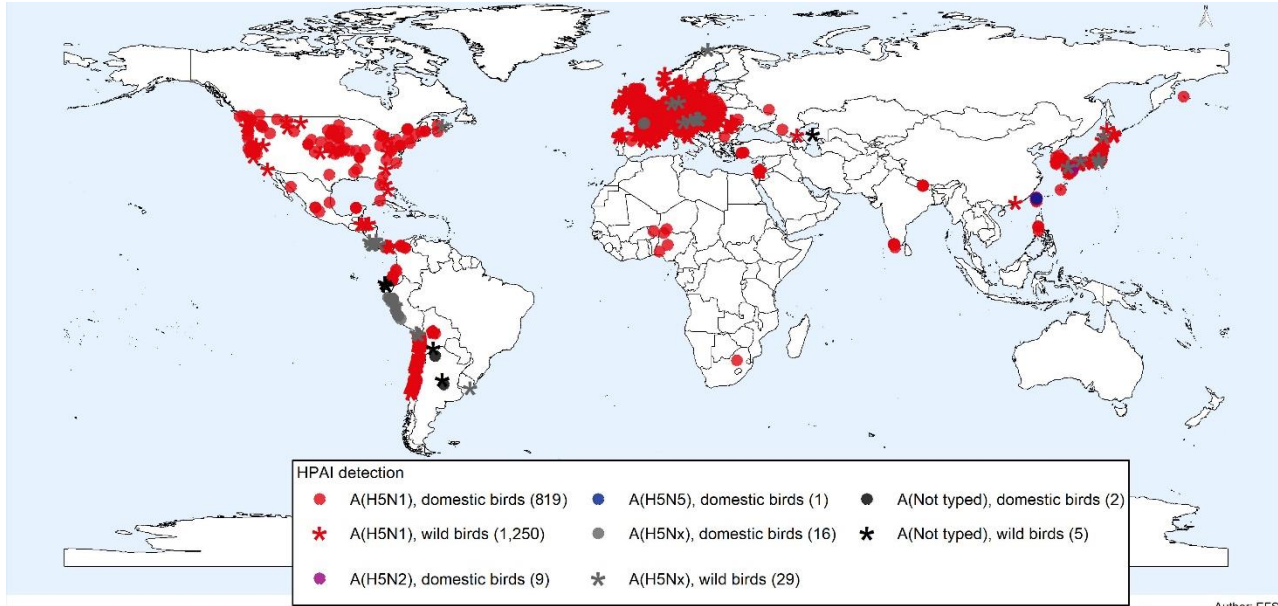 N
HPAI detection
A(H5N1), domestic birds (819)
A(H5N5), domestic birds (1)
A(Not typed), domestic birds (2)
A(H5N1), wild birds (1,250)
A(H5Nx), domestic birds (16)
A(Not typed), wild birds (5)
A(H5N2), domestic birds (9)
A(H5Nx), wild birds (29)
Author: